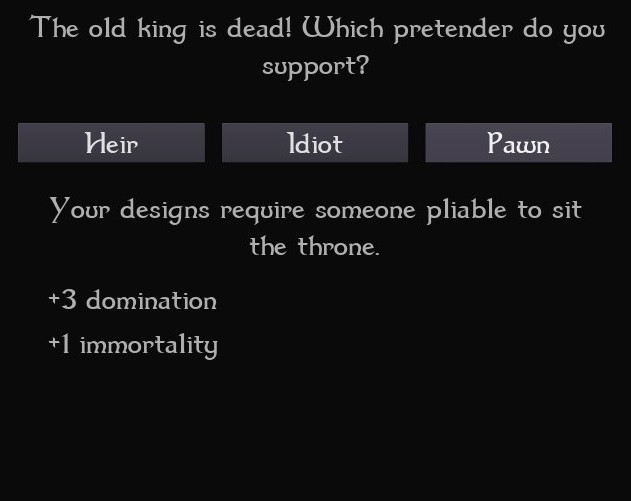 The old king is dead! Which pretender do you
support?
Heir
Idiot
Pawn
Your designs require someone pliable to sit
the throne.
+3 domination
+1 immortality